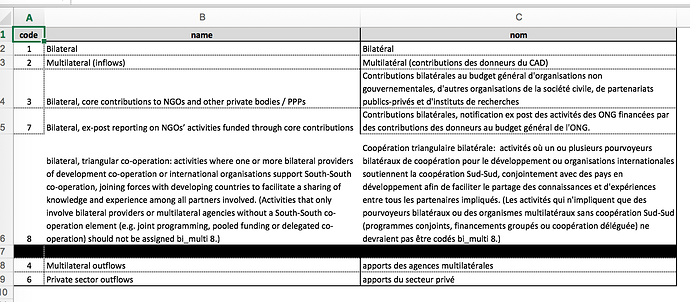 A B C
1 code name nom
2 1 Bilateral Bilatéral
3 2 Multilateral (inflows) Multilatéral (contributions des donneurs du CAD)
Contributions bilatérales au budget général d'organisations non
gouvernementales, d'autres organisations de la société civile, de partenariats
4 3 Bilateral, core contributions to NGOs and other private bodies / PPPs publics-privés et d'instituts de recherches
Contributions bilatérales, notification ex post des activités des ONG financées par
5 7 Bilateral, ex-post reporting on NGOs' activities funded through core contributions des contributions des donneurs au budget général de l'ONG.
bilateral, triangular co-operation: activities where one or more bilateral providers
of development co-operation or international organisations support South-South
co-operation, joining forces with developing countries to facilitate a sharing of
knowledge and experience among all partners involved. (Activities that only
involve bilateral providers or multilateral agencies without a South-South co-
operation element (e.g. joint programming, pooled funding or delegated co-
6 8 operation) should not be assigned bi_multi 8.)
Coopération triangulaire bilatérale: activités où un ou plusieurs pourvoyeurs
bilatéraux de coopération pour le développement ou organisations internationales
soutiennent la coopération Sud-Sud, conjointement avec des pays en
développement afin de faciliter le partage des connaissances et d'expériences
entre tous les partenaires impliqués. (Les activités qui n'impliquent que des
pourvoyeurs bilatéraux ou des organismes multilatéraux sans coopération Sud-Sud
(programmes conjoints, financements groupés ou coopération déléguée) ne
devraient pas être codés bi_multi 8.)
7
8 4 Multilateral outflows apports des agences multilatérales
9 6 Private sector outflows apports du secteur privé
10